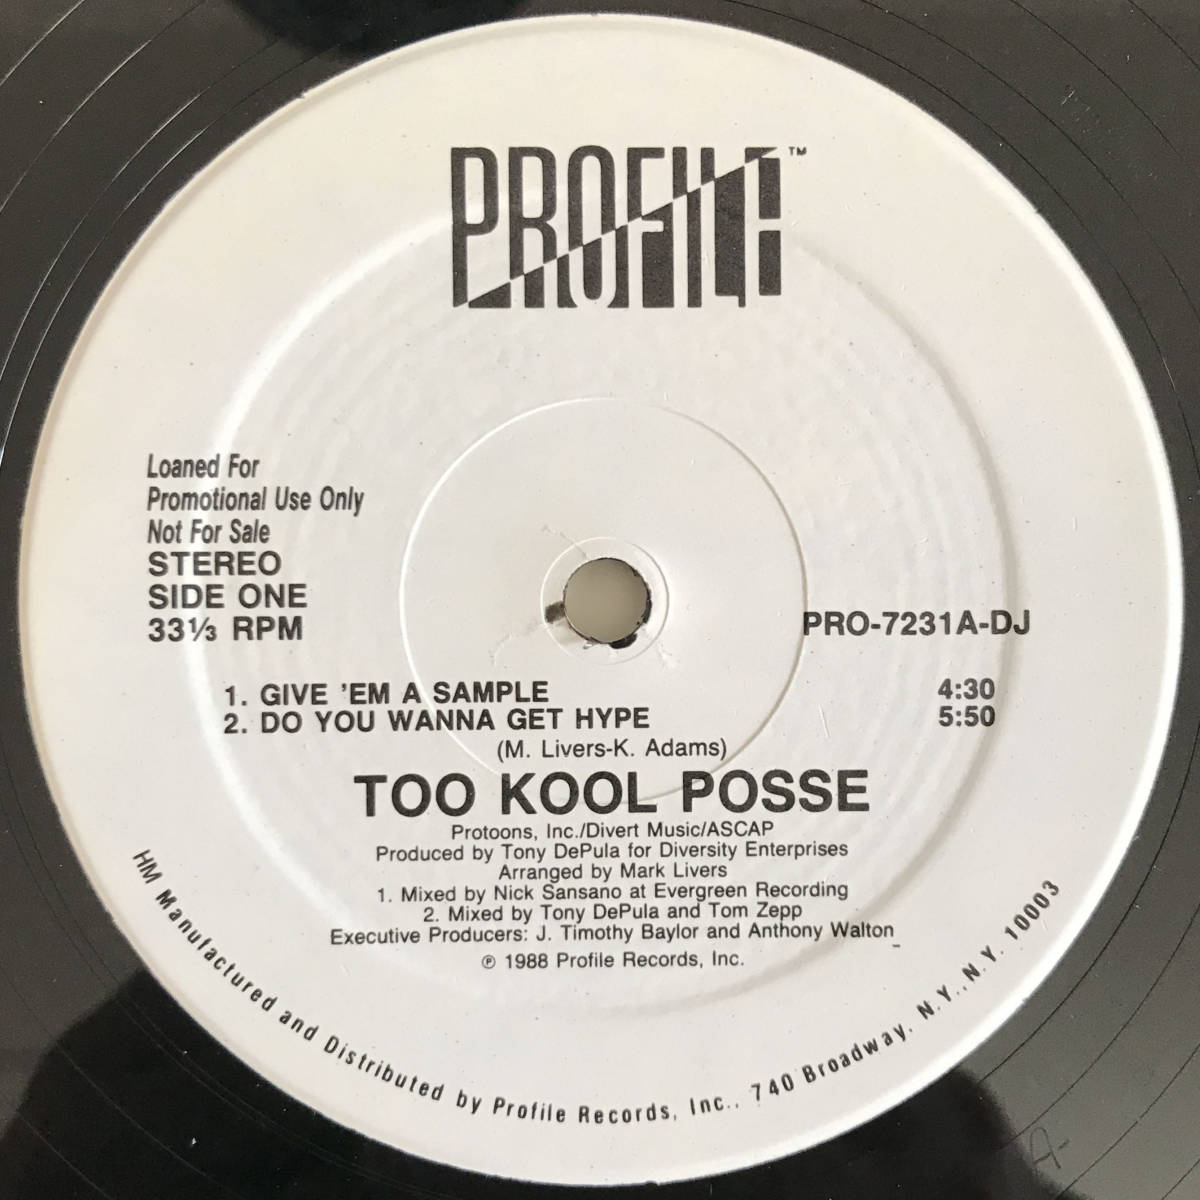 PROFILE™
Loaned For
Promotional Use Only
Not For Sale
STEREO
SIDE ONE
33⅓ RPM
PRO-7231A-DJ
1. GIVE 'EM A SAMPLE 4:30
2. DO YOU WANNA GET HYPE 5:50
(M. Livers-K. Adams)
TOO KOOL POSSE
Protoons, Inc./Divert Music/ASCAP
Produced by Tony DePula for Diversity Enterprises
Arranged by Mark Livers
1. Mixed by Nick Sansano at Evergreen Recording
2. Mixed by Tony DePula and Tom Zepp
Executive Producers: J. Timothy Baylor and Anthony Walton
℗ 1988 Profile Records, Inc.
HM Manufactured and Distributed by Profile Records, Inc., 740 Broadway, N.Y., N.Y. 10003
A-